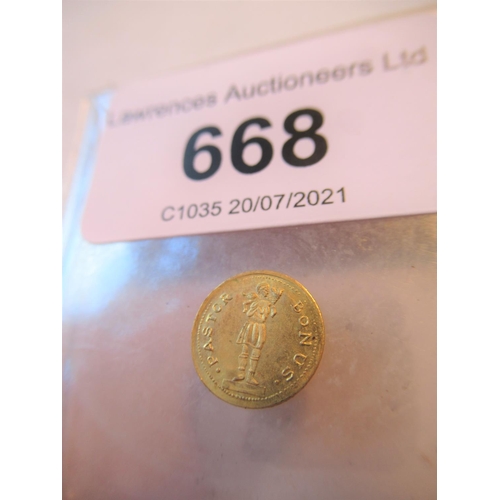 Lawrences Auctioneers Ltd
668
C1035 20/07/2021
· PASTOR BONUS ·